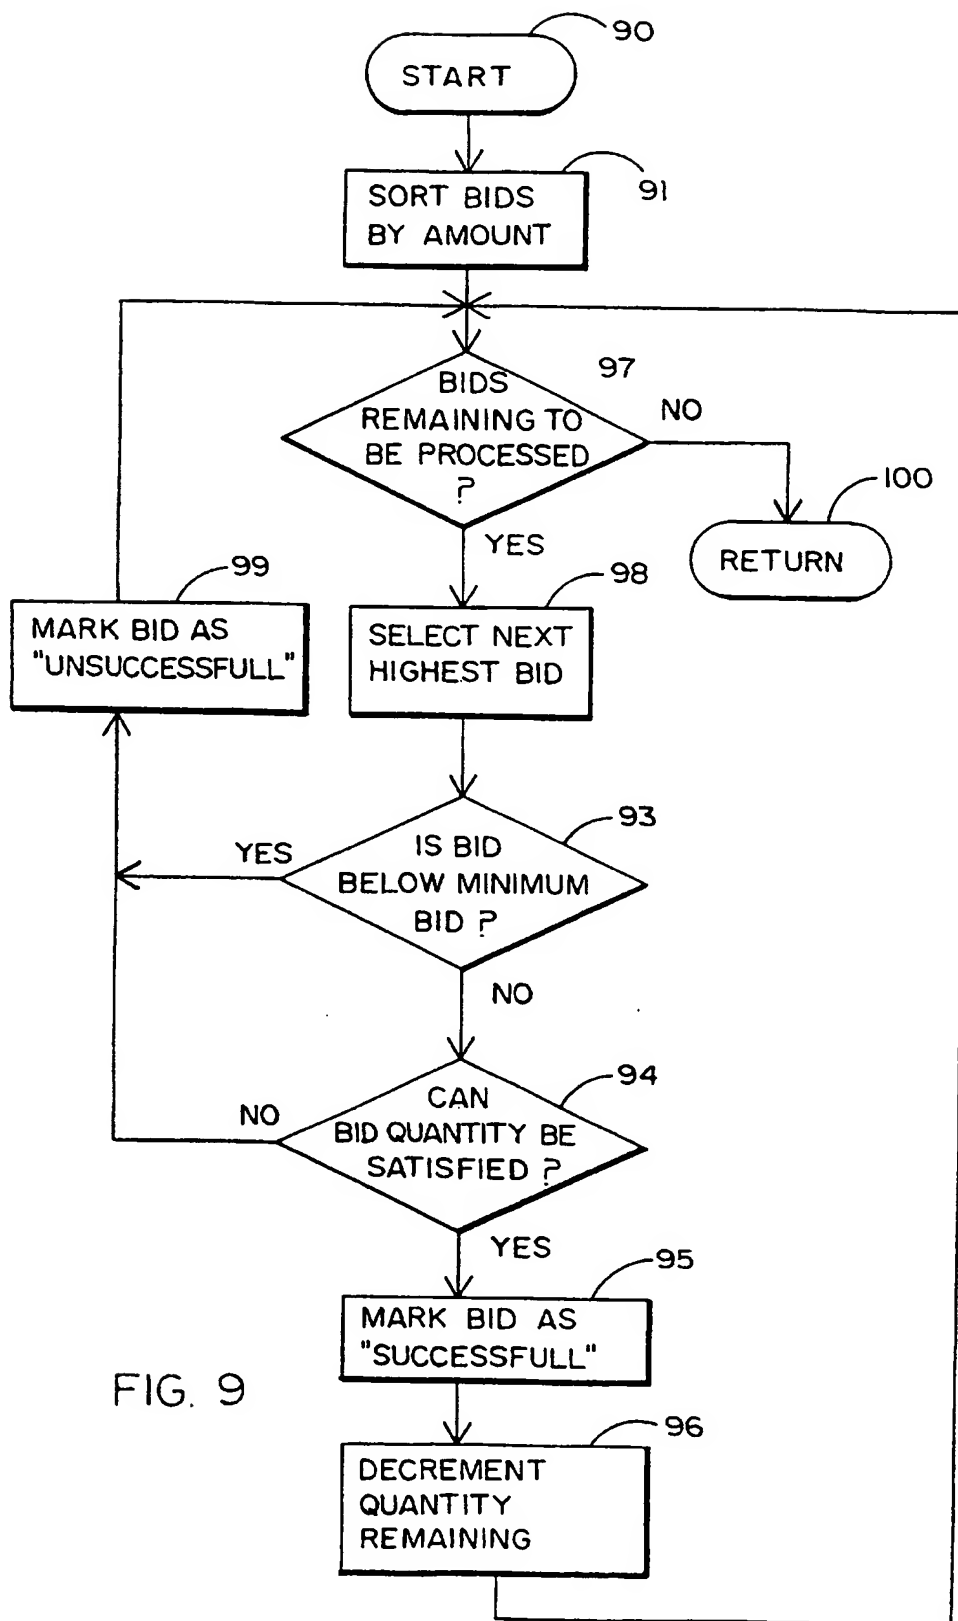 90
START
91
SORT BIDS
BY AMOUNT
97
BIDS
REMAINING TO
BE PROCESSED
?
NO
100
RETURN
YES
99
MARK BID AS
"UNSUCCESSFULL"
98
SELECT NEXT
HIGHEST BID
93
YES
IS BID
BELOW MINIMUM
BID ?
NO
94
NO
CAN
BID QUANTITY BE
SATISFIED ?
YES
95
MARK BID AS
"SUCCESSFULL"
FIG. 9
96
DECREMENT
QUANTITY
REMAINING